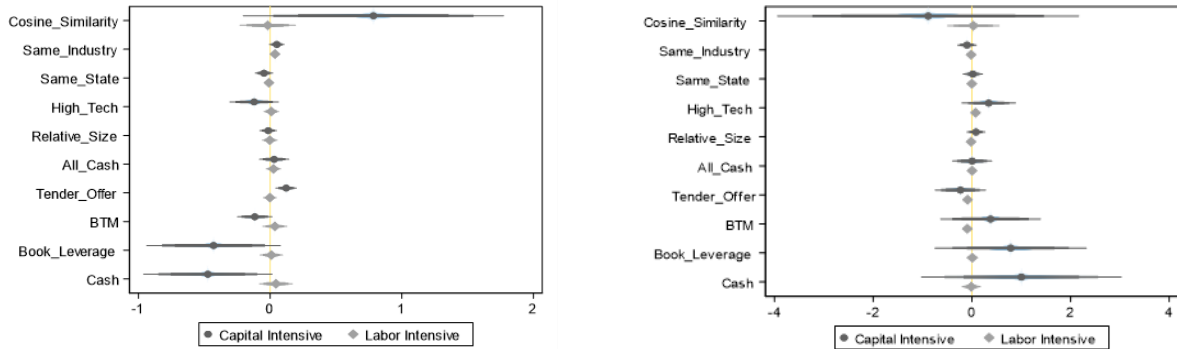 Cosine_Similarity
Same_Industry
Same_State
High_Tech
Relative_Size
All_Cash
Tender_Offer
BTM
Book_Leverage
Cash
-1 0 1 2
Capital Intensive Labor Intensive
Cosine_Similarity
Same_Industry
Same_State
High_Tech
Relative_Size
All_Cash
Tender_Offer
BTM
Book_Leverage
Cash
-4 -2 0 2 4
Capital Intensive Labor Intensive